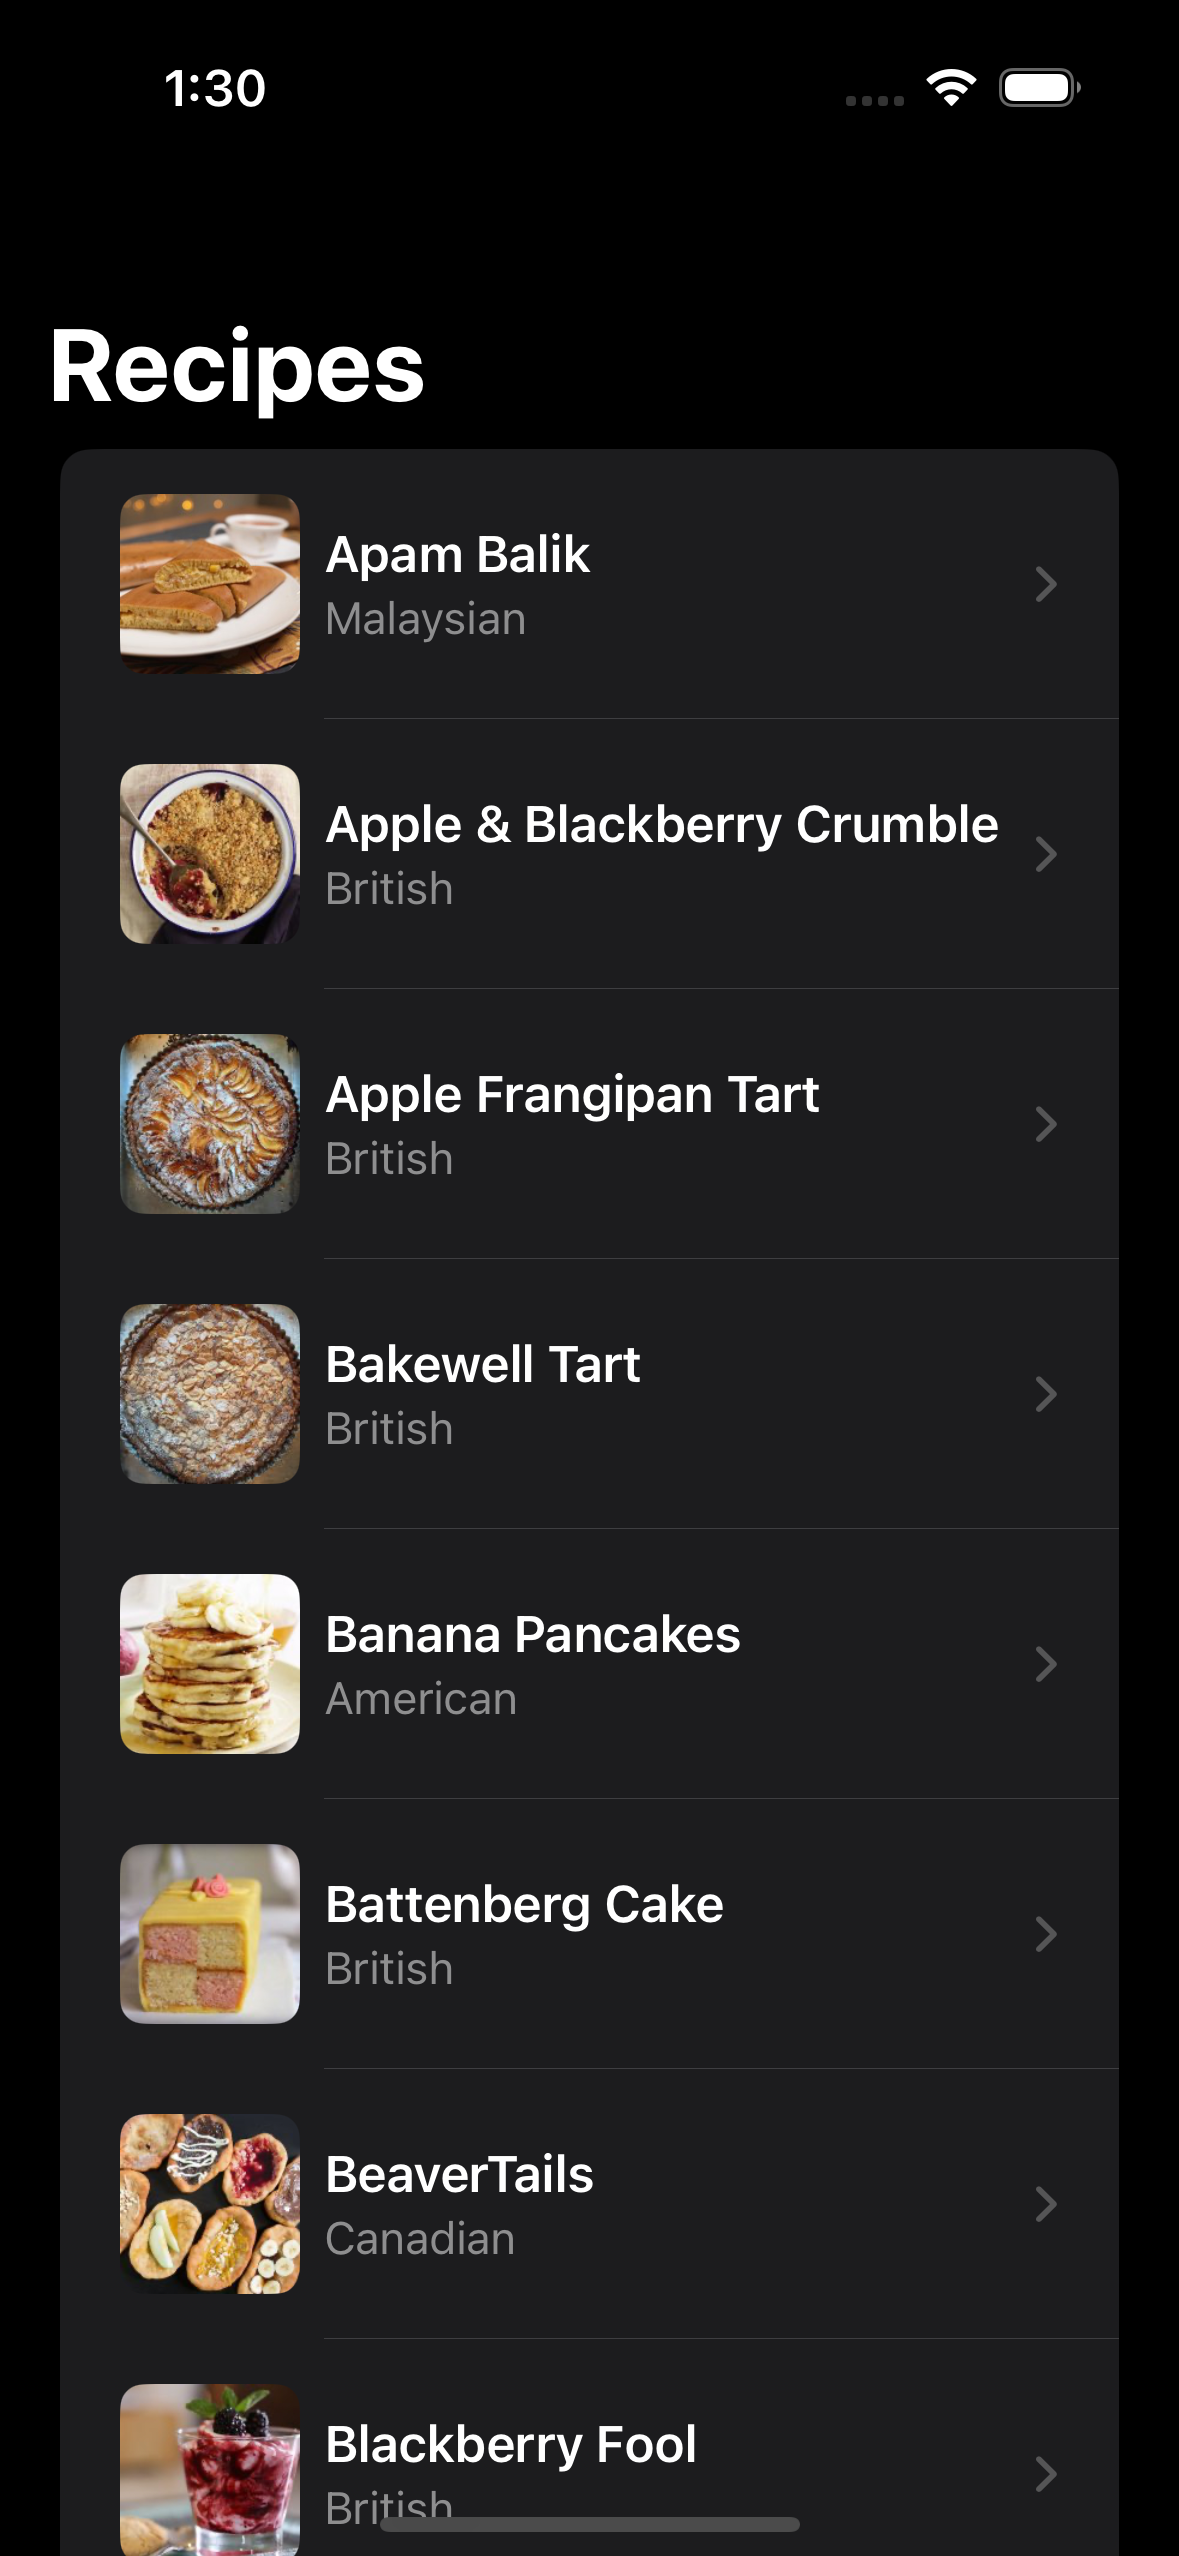 1:30
Recipes
Apam Balik
Malaysian
Apple & Blackberry Crumble
British
Apple Frangipan Tart
British
Bakewell Tart
British
Banana Pancakes
American
Battenberg Cake
British
BeaverTails
Canadian
Blackberry Fool
British